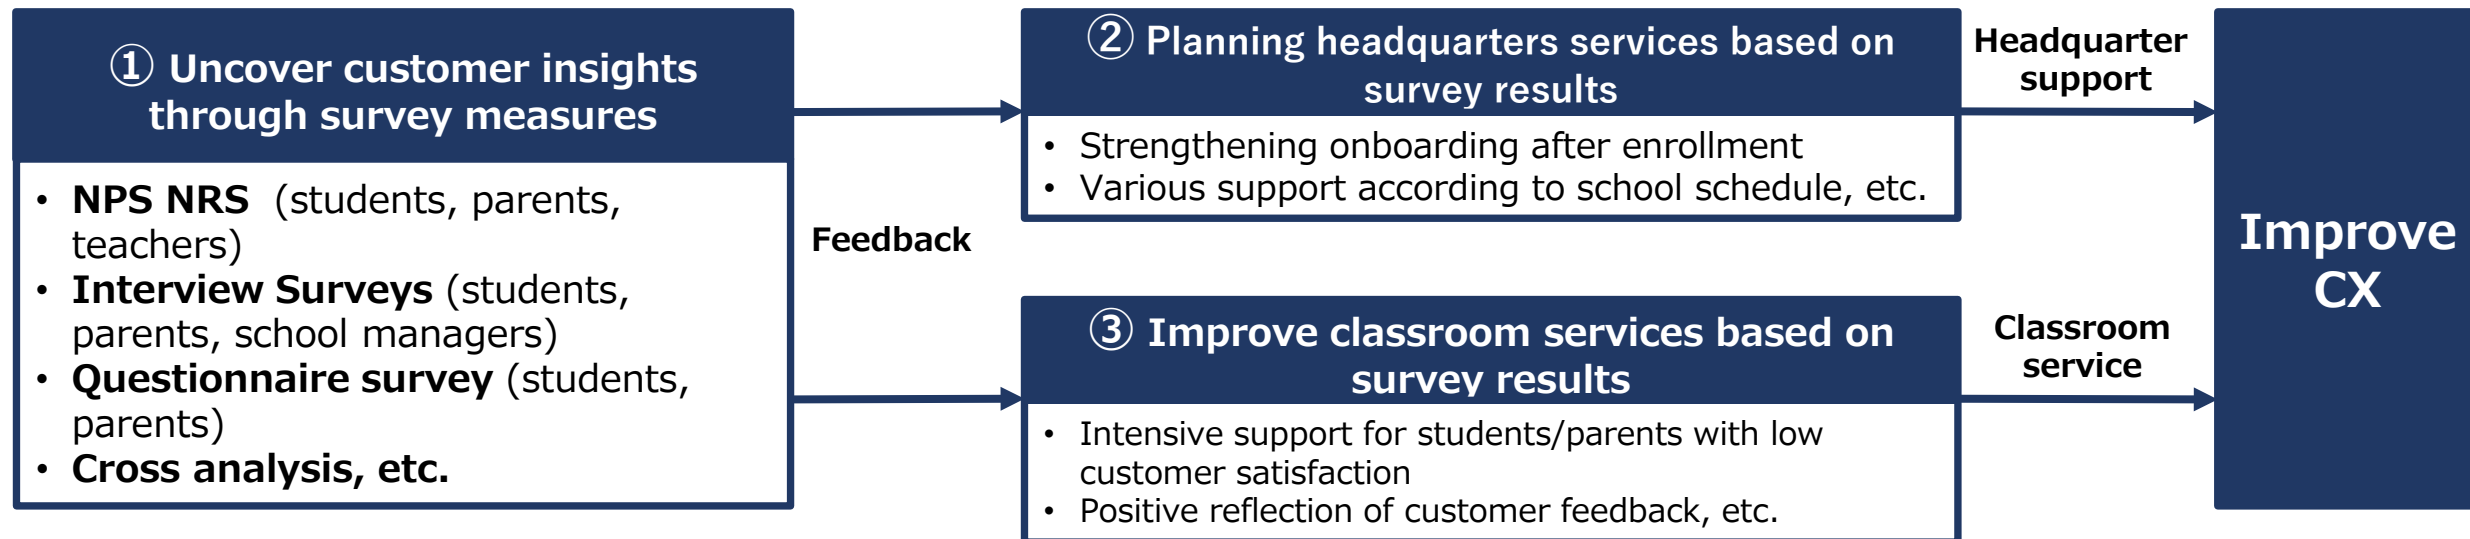 ① Uncover customer insights
through survey measures
• NPS NRS (students, parents,
teachers)
• Interview Surveys (students,
parents, school managers)
• Questionnaire survey (students,
parents)
• Cross analysis, etc.
Feedback
② Planning headquarters services based on
survey results
• Strengthening onboarding after enrollment
• Various support according to school schedule, etc.
③ Improve classroom services based on
survey results
• Intensive support for students/parents with low
customer satisfaction
• Positive reflection of customer feedback, etc.
Headquarter
support
Classroom
service
Improve
CX